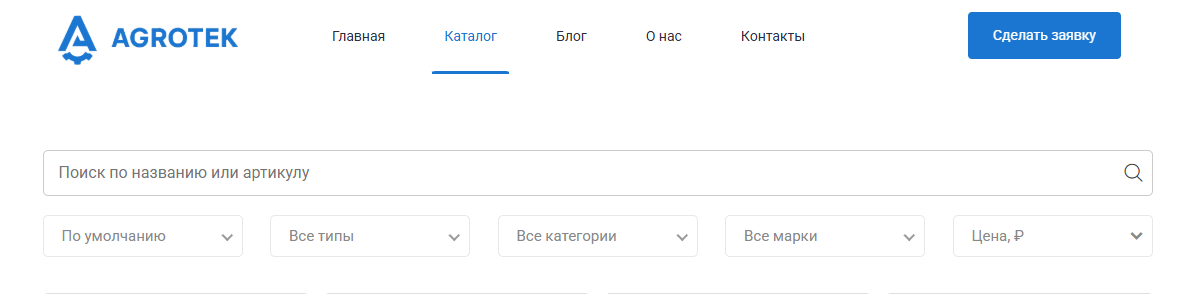 AGROTEK Главная Каталог Блог О нас Контакты Сделать заявку
Поиск по названию или артикулу
По умолчанию Все типы Все категории Все марки Цена, ₽